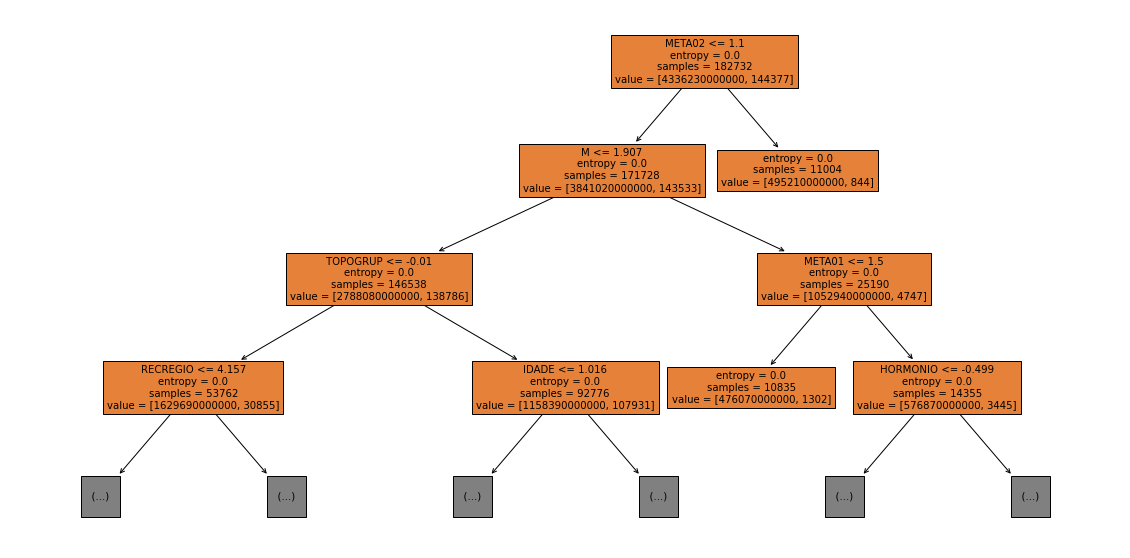 META02 <= 1.1
entropy = 0.0
samples = 182732
value = [4336230000000, 144377]
M <= 1.907
entropy = 0.0
samples = 171728
value = [3841020000000, 143533]
entropy = 0.0
samples = 11004
value = [495210000000, 844]
TOPOGRUP <= -0.01
entropy = 0.0
samples = 146538
value = [2788080000000, 138786]
META01 <= 1.5
entropy = 0.0
samples = 25190
value = [1052940000000, 4747]
RECREGIO <= 4.157
entropy = 0.0
samples = 53762
value = [1629690000000, 30855]
IDADE <= 1.016
entropy = 0.0
samples = 92776
value = [1158390000000, 107931]
entropy = 0.0
samples = 10835
value = [476070000000, 1302]
HORMONIO <= -0.499
entropy = 0.0
samples = 14355
value = [576870000000, 3445]
(...)
(...)
(...)
(...)
(...)
(...)